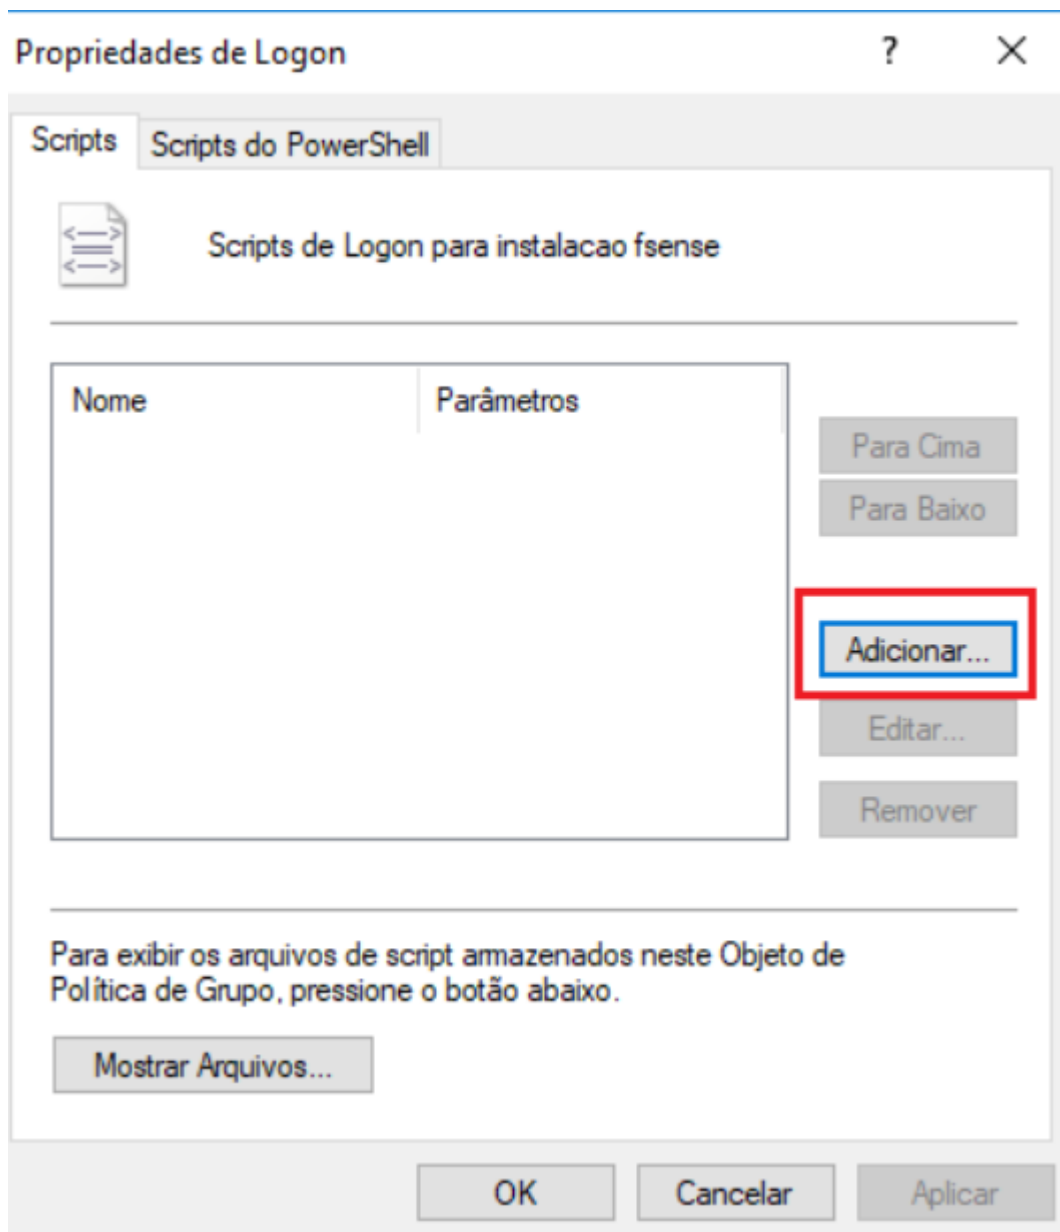 Propriedades de Logon
?
Scripts
Scripts do PowerShell
Scripts de Logon para instalacao fsense
Nome
Parâmetros
Para Cima
Para Baixo
Adicionar...
Editar...
Remover
Para exibir os arquivos de script armazenados neste Objeto de
Política de Grupo, pressione o botão abaixo.
Mostrar Arquivos...
OK
Cancelar
Aplicar